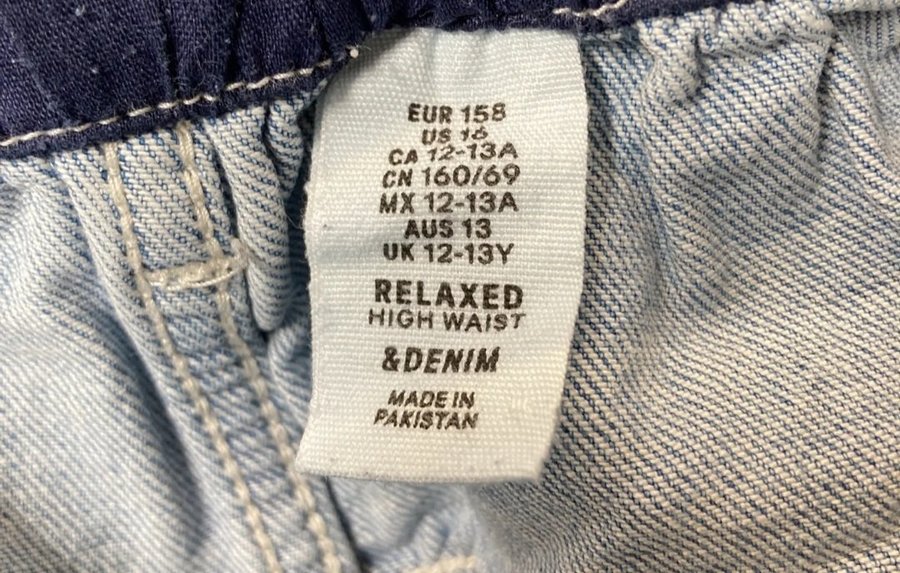 EUR 158
US 16
CA 12-13A
CN 160/69
MX 12-13A
AUS 13
UK 12-13Y
RELAXED
HIGH WAIST
&DENIM
MADE IN
PAKISTAN